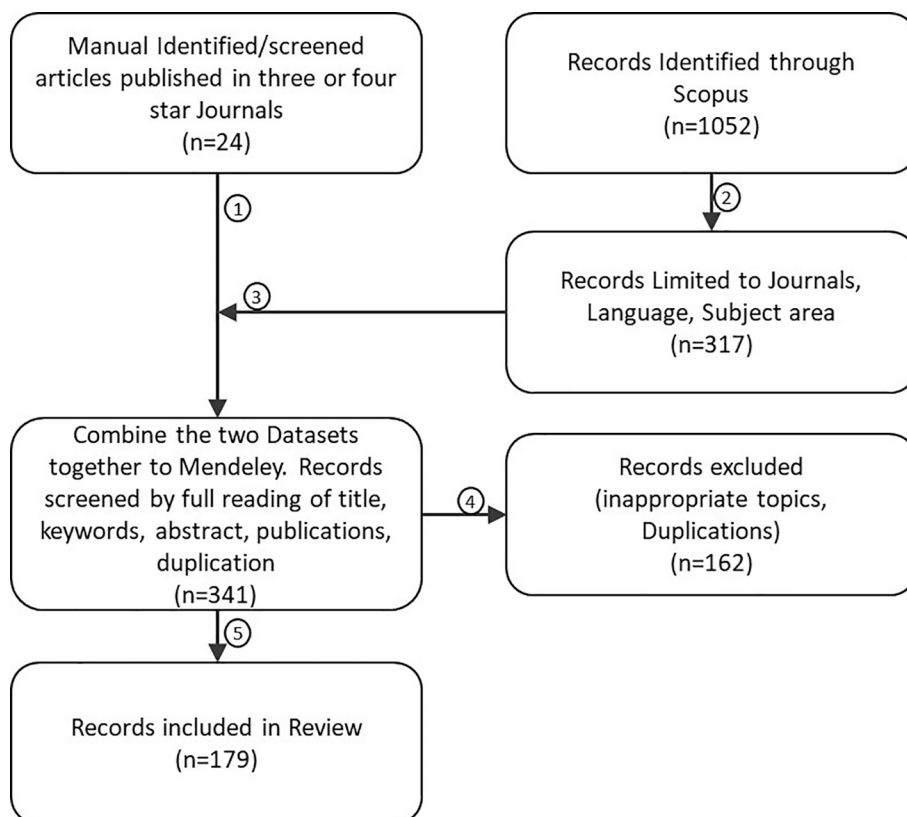 Manual Identified/screened
articles published in three or four
star Journals
(n=24)
Records Identified through
Scopus
(n=1052)
1
2
Records Limited to Journals,
Language, Subject area
(n=317)
3
Combine the two Datasets
together to Mendeley. Records
screened by full reading of title,
keywords, abstract, publications,
duplication
(n=341)
4
Records excluded
(inappropriate topics,
Duplications)
(n=162)
5
Records included in Review
(n=179)